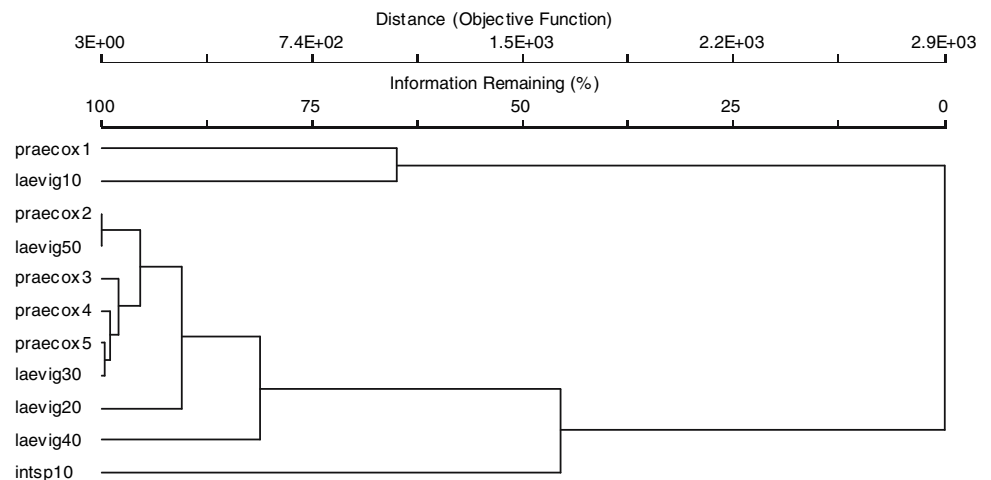 Distance (Objective Function)
3E+00 7.4E+02 1.5E+03 2.2E+03 2.9E+03
Information Remaining (%)
100 75 50 25 0
praecox1
laevig10
praecox2
laevig50
praecox3
praecox4
praecox5
laevig30
laevig20
laevig40
intsp10